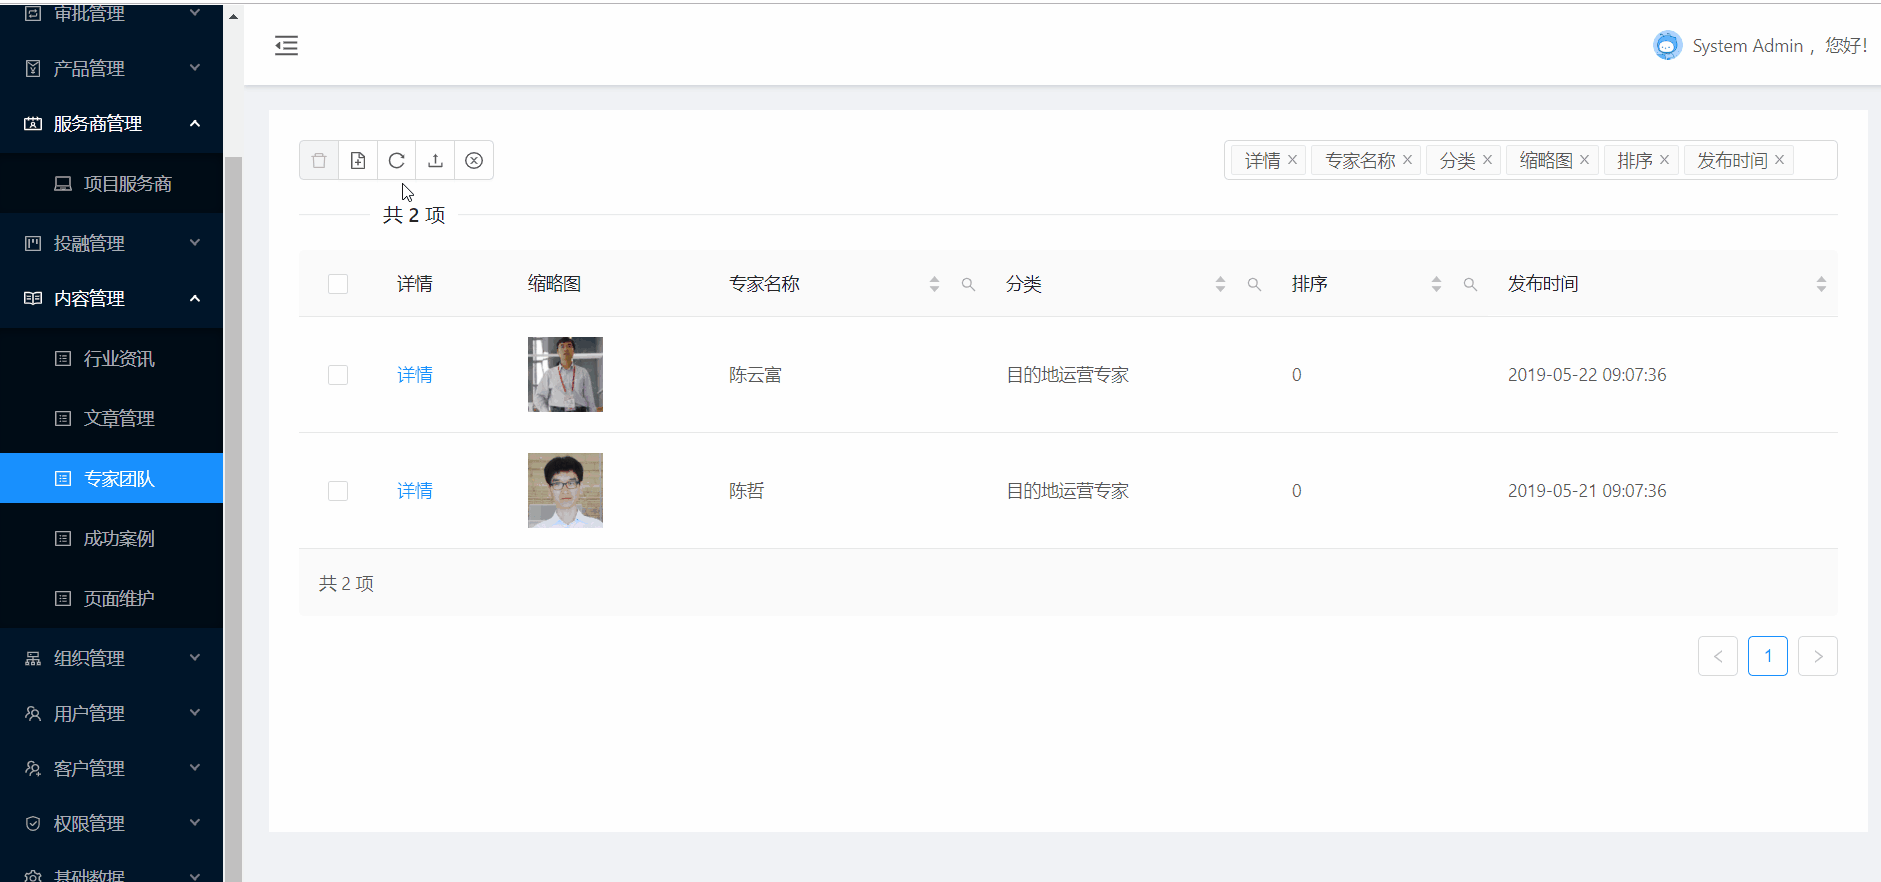 审批管理
产品管理
服务商管理
项目服务商
投融管理
内容管理
行业资讯
文章管理
专家团队
成功案例
页面维护
组织管理
用户管理
客户管理
权限管理
基础数据
System Admin ，您好!
详情 专家名称 分类 缩略图 排序 发布时间
共 2 项
详情 缩略图 专家名称 分类 排序 发布时间
详情 陈云富 目的地运营专家 0 2019-05-22 09:07:36
详情 陈哲 目的地运营专家 0 2019-05-21 09:07:36
共 2 项
1